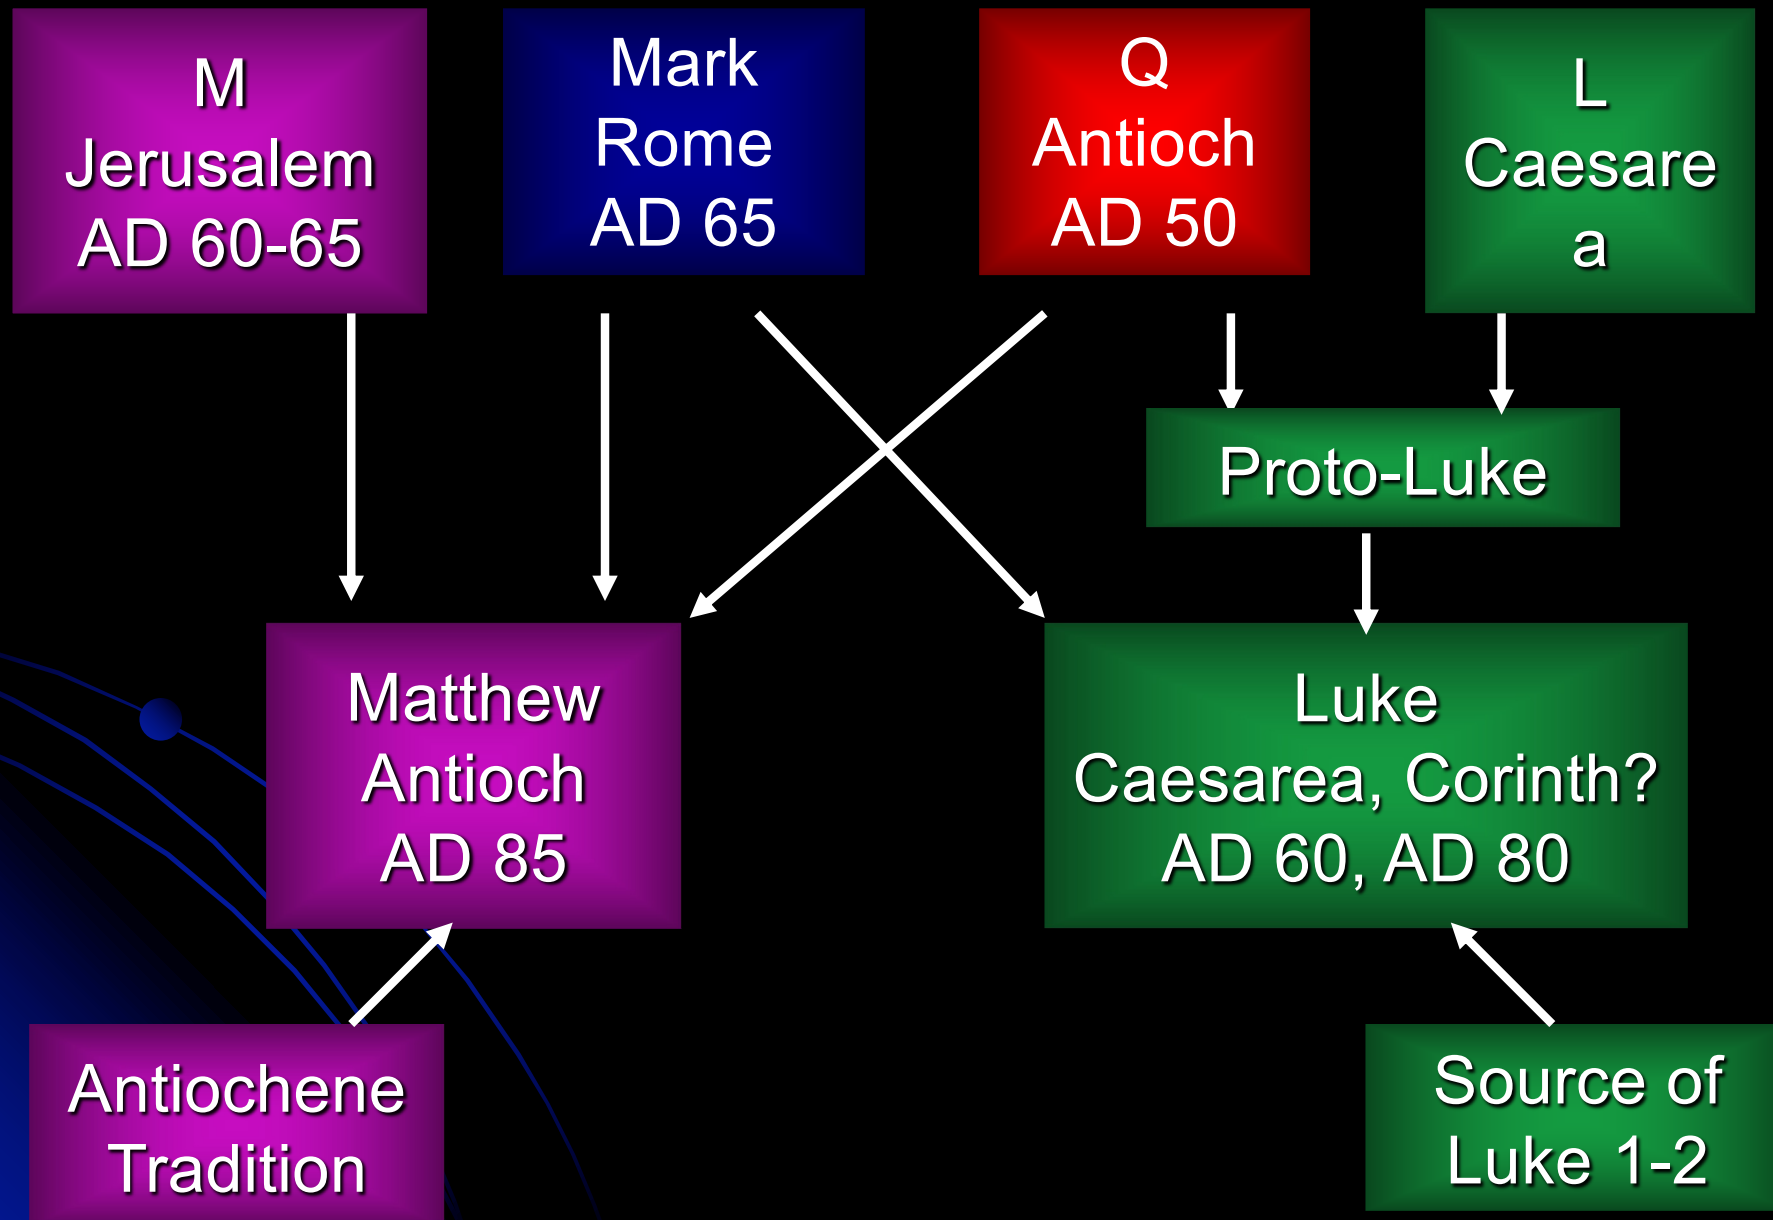 M
Jerusalem
AD 60-65
Mark
Rome
AD 65
Q
Antioch
AD 50
L
Caesare
a
Proto-Luke
Matthew
Antioch
AD 85
Luke
Caesarea, Corinth?
AD 60, AD 80
Antiochene
Tradition
Source of
Luke 1-2